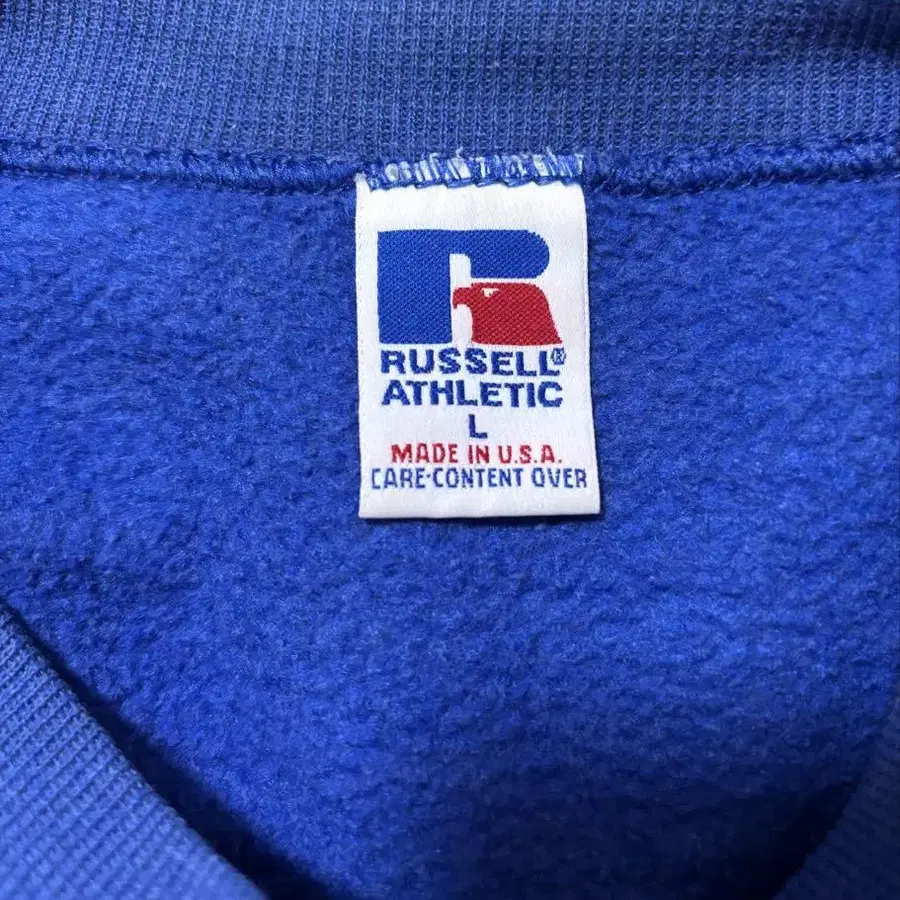 RUSSELL®
ATHLETIC
L
MADE IN U.S.A.
CARE-CONTENT OVER